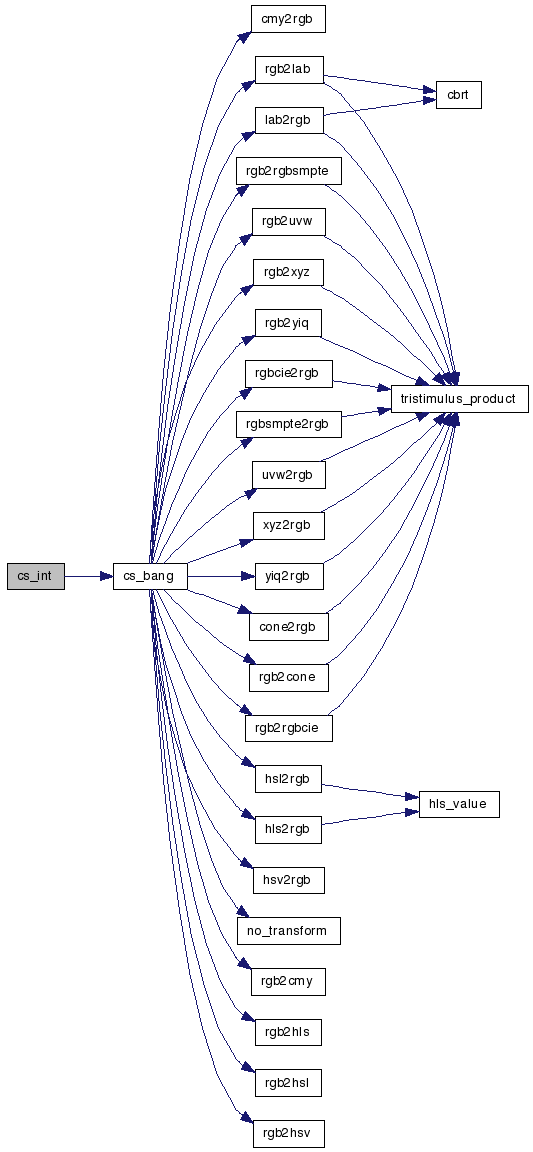 cmy2rgb
rgb2lab
cbrt
lab2rgb
rgb2rgbsmpte
rgb2uvw
rgb2xyz
rgb2yiq
rgbcie2rgb
tristimulus_product
rgbsmpte2rgb
uvw2rgb
xyz2rgb
cs_int
cs_bang
yiq2rgb
cone2rgb
rgb2cone
rgb2rgbcie
hsl2rgb
hls_value
hls2rgb
hsv2rgb
no_transform
rgb2cmy
rgb2hls
rgb2hsl
rgb2hsv